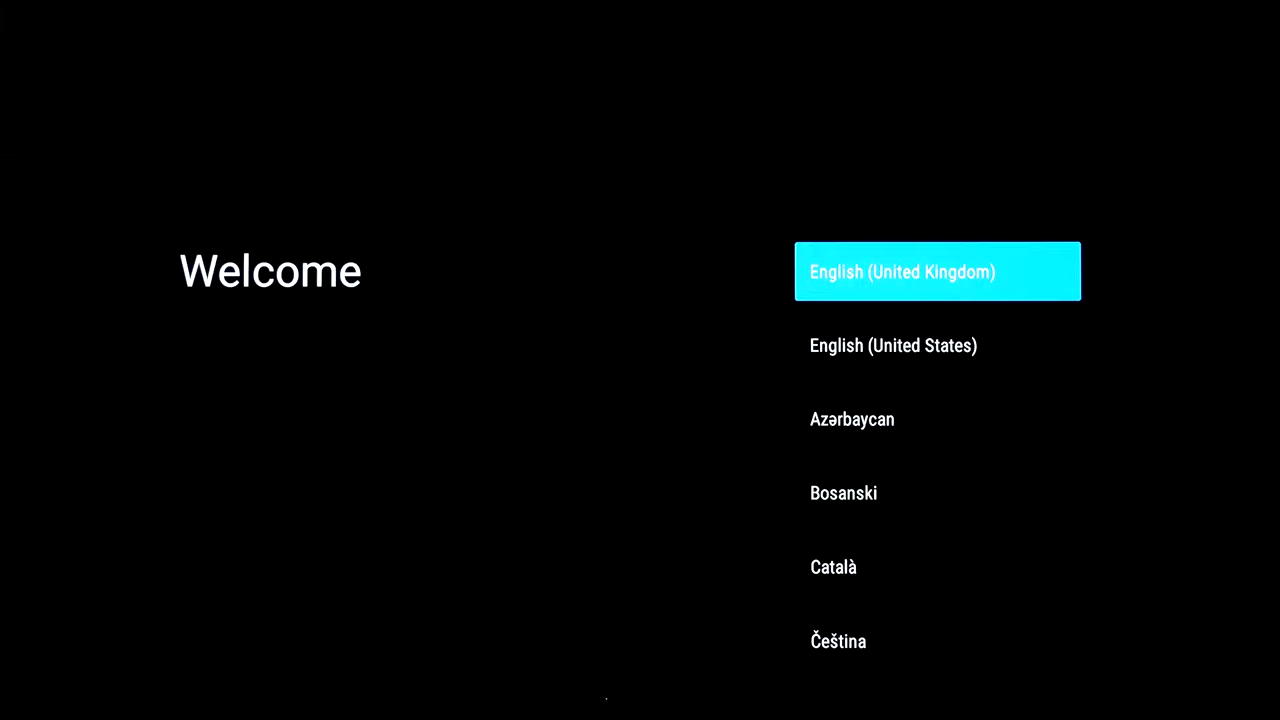 Welcome
English (United Kingdom)
English (United States)
Azərbaycan
Bosanski
Català
Čeština